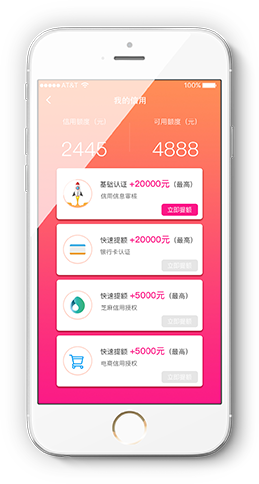 AT&T 100%
我的信用
信用额度（元） 可用额度（元）
2445 4888
基础认证 +20000元（最高）
信用信息审核
立即提额
快速提额 +20000元（最高）
银行卡认证
立即提额
快速提额 +5000元（最高）
芝麻信用授权
立即提额
快速提额 +5000元（最高）
电商信用授权
立即提额